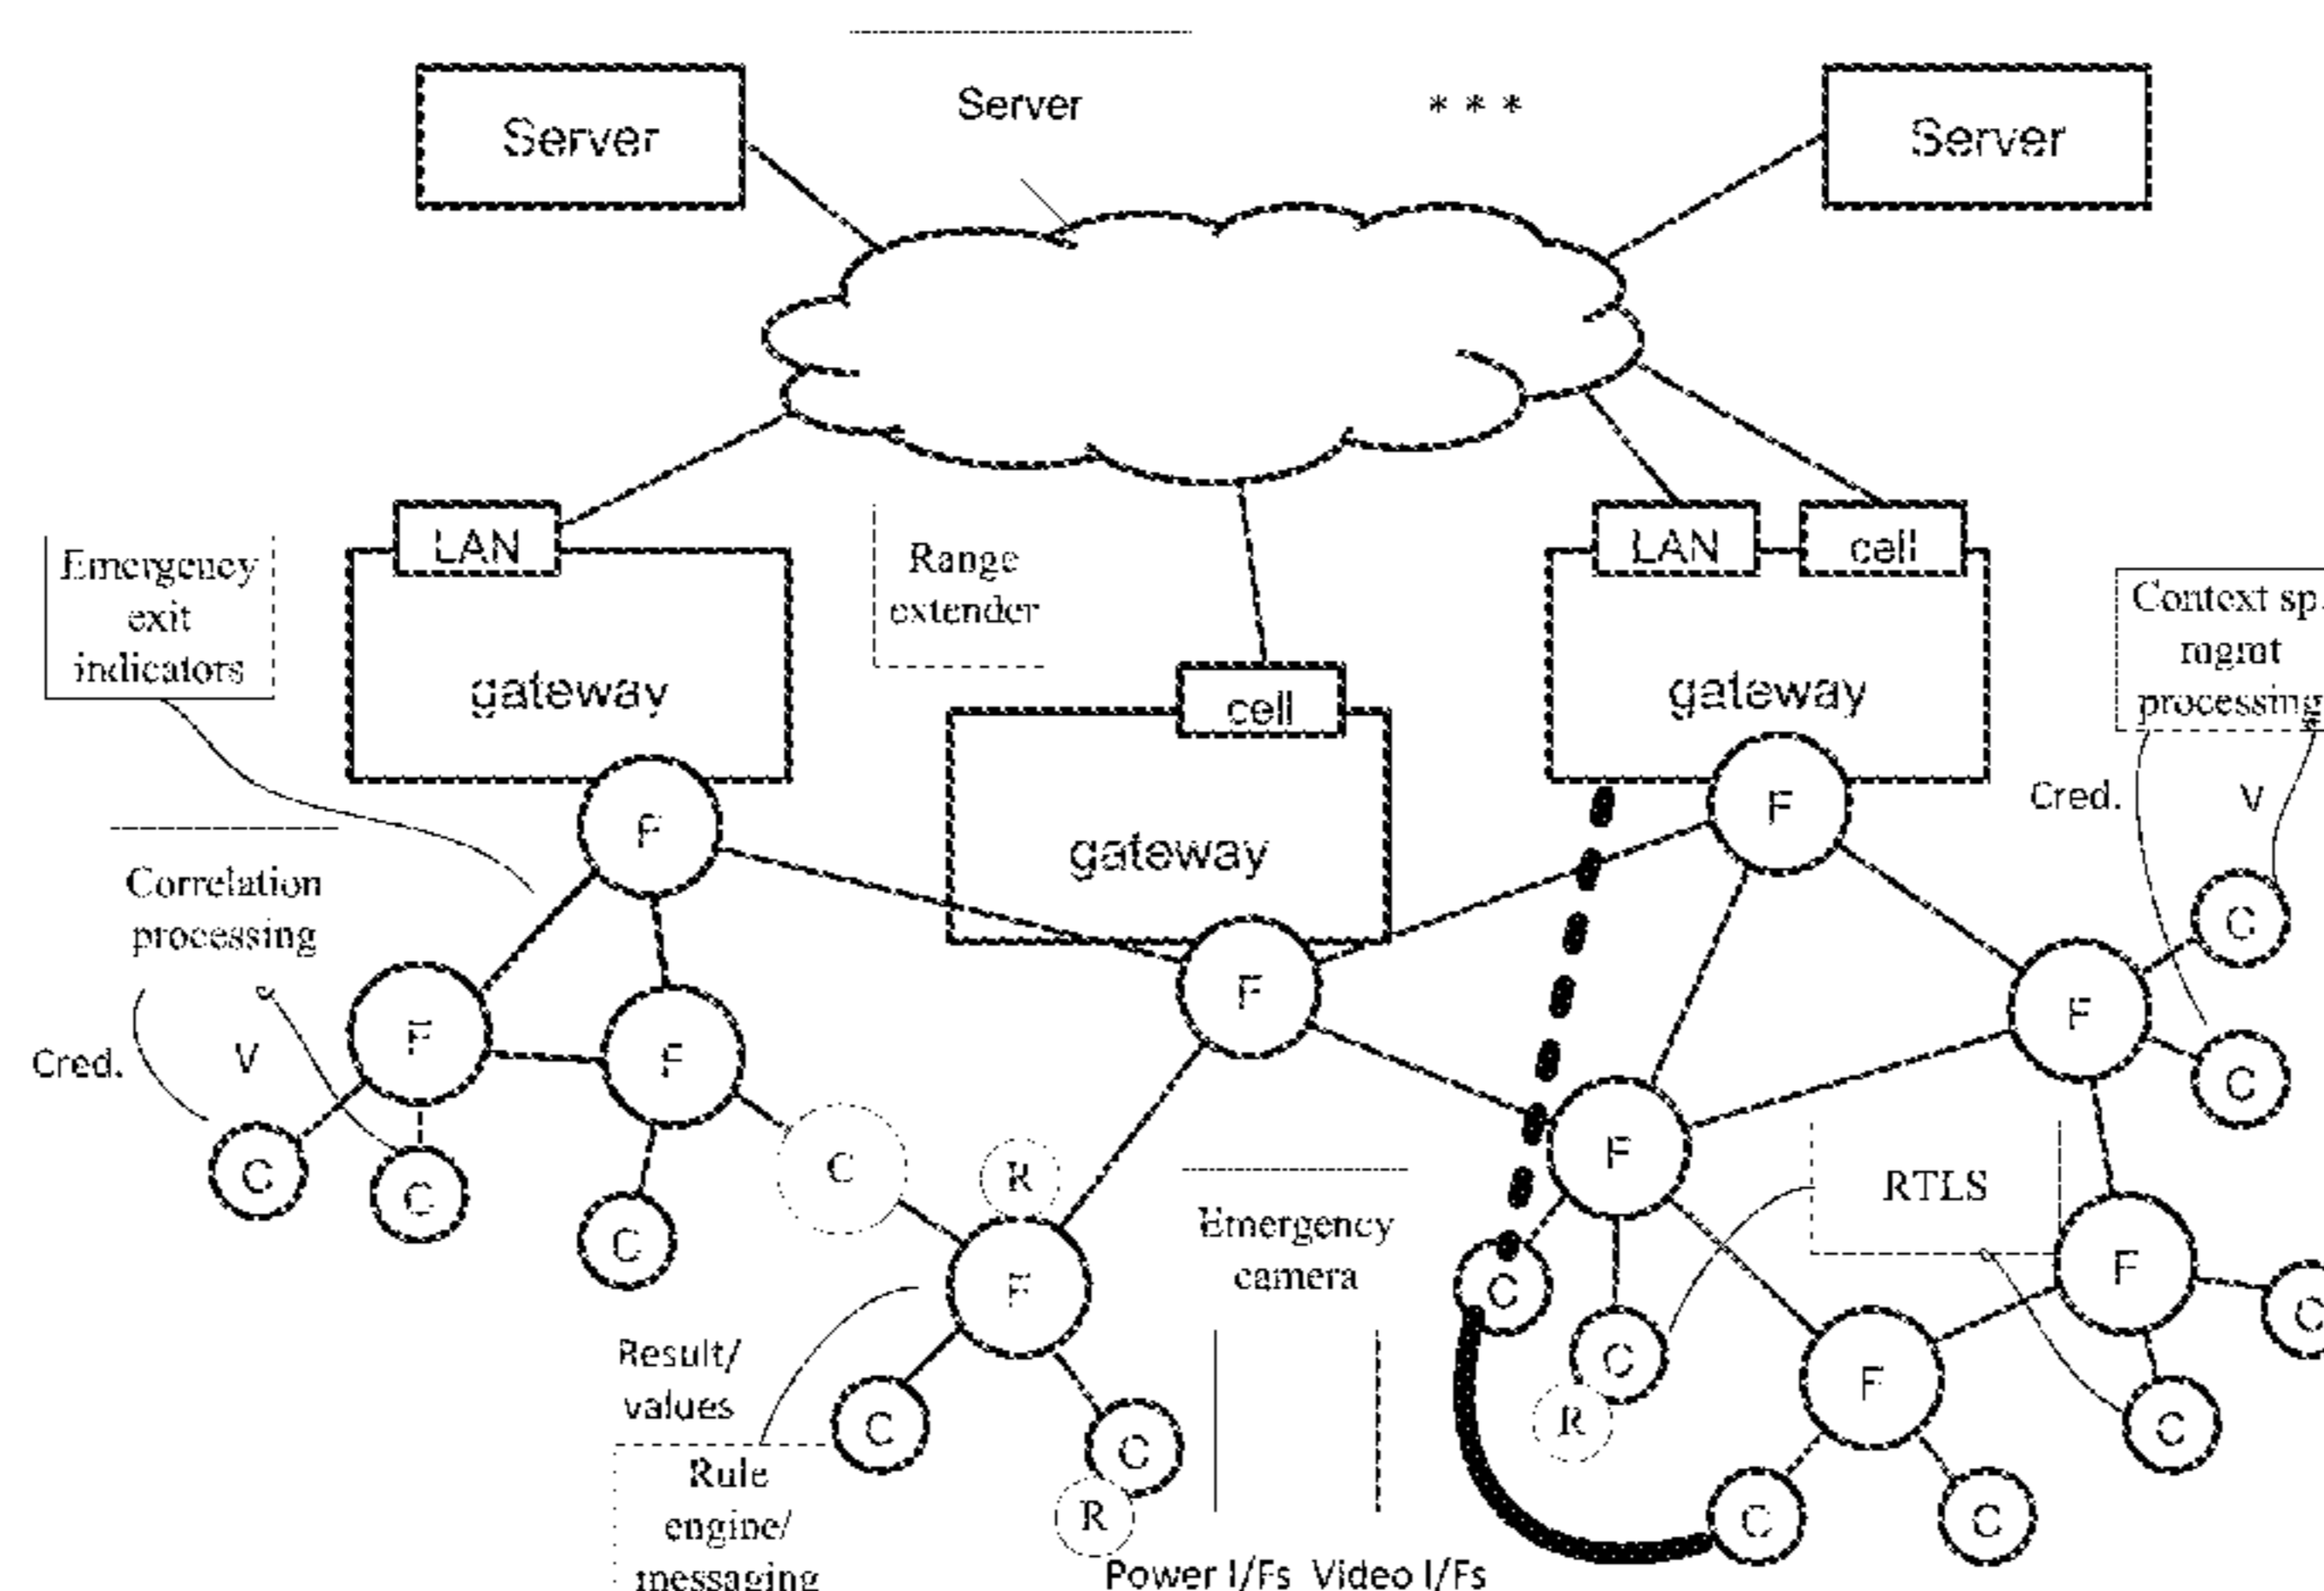 Server
* * *
Server
Server
LAN
LAN
cell
Emergency
exit
indicators
Range
extender
Context sp.
mgmt
processing
gateway
gateway
cell
gateway
F
F
Cred.
V
Correlation
processing
C
F
F
F
F
Cred.
V
C
F
C
C
C
R
RTLS
C
Emergency
camera
F
F
C
C
C
Result/
values
C
F
C
C
C
R
R
C
C
Rule
engine/
messaging
Power I/Fs Video I/Fs